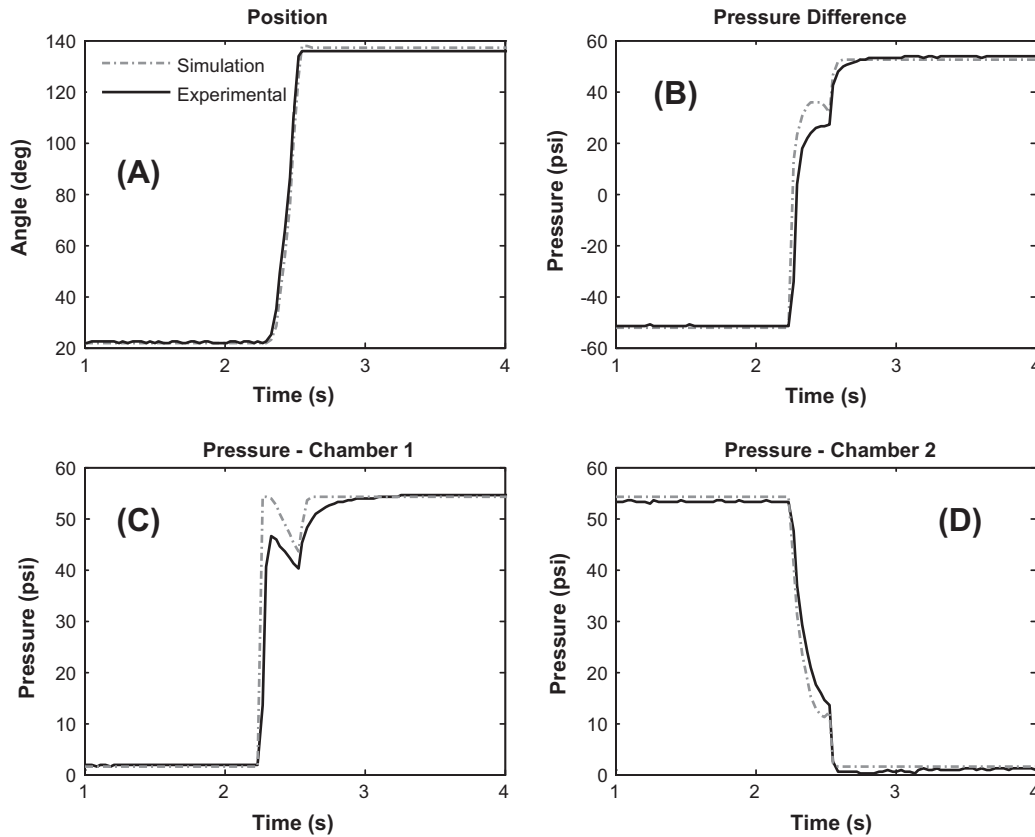 Position
140
120
100
80
60
40
20
Angle (deg)
Simulation
Experimental
(A)
1
2
3
4
Time (s)
Pressure Difference
60
40
20
0
-20
-40
-60
Pressure (psi)
(B)
1
2
3
4
Time (s)
Pressure - Chamber 1
60
50
40
30
20
10
0
Pressure (psi)
(C)
1
2
3
4
Time (s)
Pressure - Chamber 2
60
50
40
30
20
10
0
Pressure (psi)
(D)
1
2
3
4
Time (s)